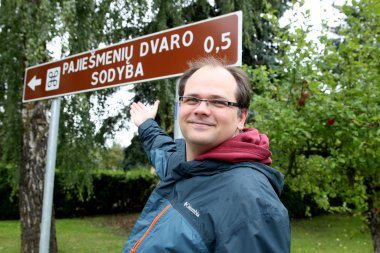 PAJIEŠMENIŲ DVARO 0,5
SODYBA
Columbia